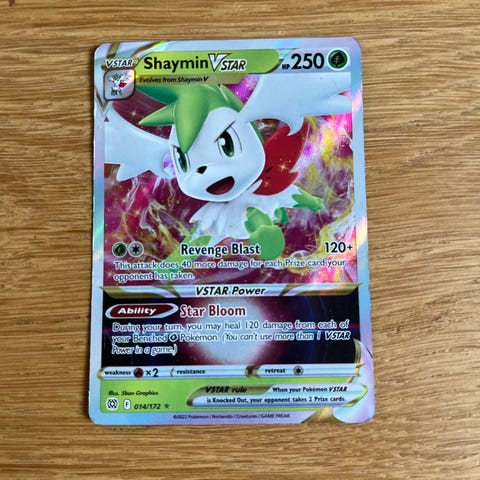 VSTAR Shaymin VSTAR HP 250
Evolves from Shaymin V
Revenge Blast 120+
This attack does 40 more damage for each Prize card your
opponent has taken.
VSTAR Power
Ability Star Bloom
During your turn, you may heal 120 damage from each of
your Benched Pokémon. (You can't use more than 1 VSTAR
Power in a game.)
weakness ×2 resistance retreat
Illus. 5ban Graphics
VSTAR rule When your Pokémon VSTAR
is Knocked Out, your opponent takes 2 Prize cards.
F 014/172
©2022 Pokémon / Nintendo / Creatures / GAME FREAK